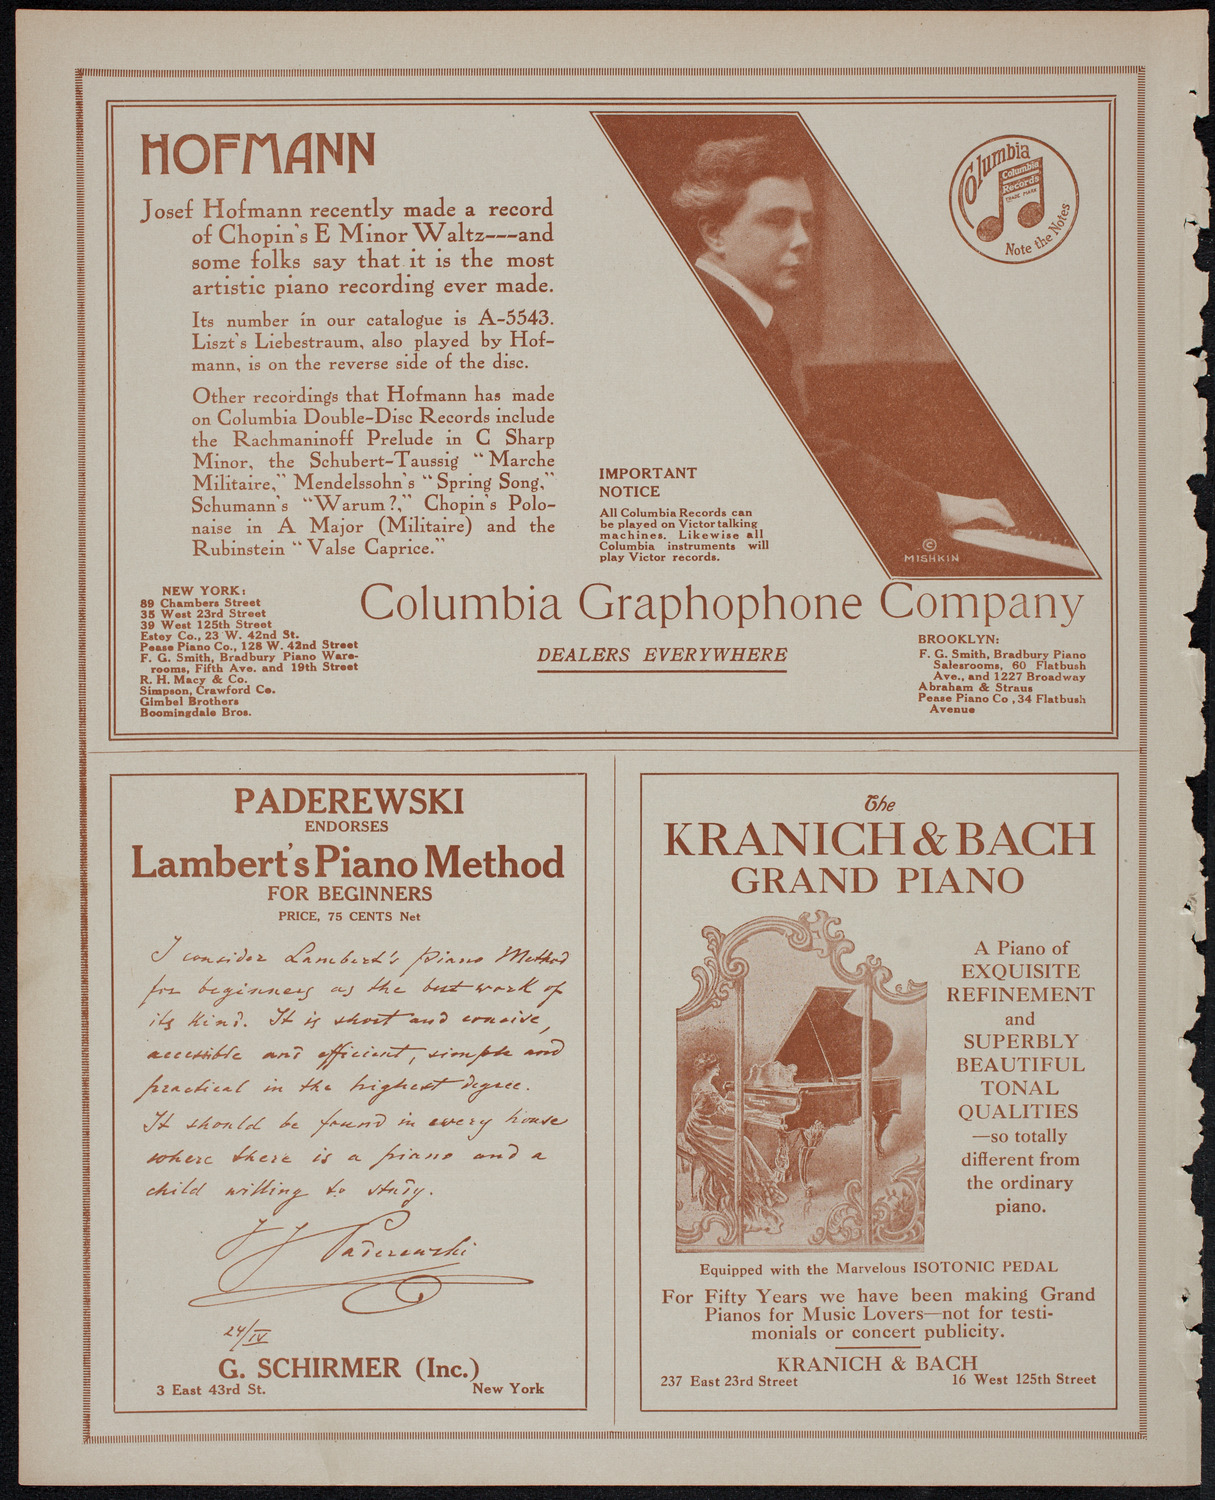 HOFMANN
Josef Hofmann recently made a record
of Chopin's E Minor Waltz---and
some folks say that it is the most
artistic piano recording ever made.
Its number in our catalogue is A-5543.
Liszt's Liebestraum, also played by Hof-
mann, is on the reverse side of the disc.
Other recordings that Hofmann has made
on Columbia Double-Disc Records include
the Rachmaninoff Prelude in C Sharp
Minor, the Schubert-Taussig "Marche
Militaire," Mendelssohn's "Spring Song,"
Schumann's "Warum?," Chopin's Polo-
naise in A Major (Militaire) and the
Rubinstein "Valse Caprice."
Columbia
Columbia
Records
TRADE MARK
Note the Notes
IMPORTANT
NOTICE
All Columbia Records can
be played on Victor talking
machines. Likewise all
Columbia instruments will
play Victor records.
©
MISHKIN
Columbia Graphophone Company
DEALERS EVERYWHERE
NEW YORK:
89 Chambers Street
35 West 23rd Street
39 West 125th Street
Estey Co., 23 W. 42nd St.
Pease Piano Co., 128 W. 42nd Street
F. G. Smith, Bradbury Piano Ware-
rooms, Fifth Ave. and 19th Street
R. H. Macy & Co.
Simpson, Crawford Co.
Gimbel Brothers
Boomingdale Bros.
BROOKLYN:
F. G. Smith, Bradbury Piano
Salesrooms, 60 Flatbush
Ave., and 1227 Broadway
Abraham & Straus
Pease Piano Co., 34 Flatbush
Avenue
PADEREWSKI
ENDORSES
Lambert's Piano Method
FOR BEGINNERS
PRICE, 75 CENTS Net
I consider Lambert's Piano Method
for beginners as the best work of
its kind. It is short and concise,
accessible and efficient, simple and
practical in the highest degree.
It should be found in every house
where there is a piano and a
child willing to study.
I J Paderewski
24/IV
G. SCHIRMER (Inc.)
3 East 43rd St. New York
The
KRANICH & BACH
GRAND PIANO
A Piano of
EXQUISITE
REFINEMENT
and
SUPERBLY
BEAUTIFUL
TONAL
QUALITIES
—so totally
different from
the ordinary
piano.
Equipped with the Marvelous ISOTONIC PEDAL
For Fifty Years we have been making Grand
Pianos for Music Lovers—not for testi-
monials or concert publicity.
KRANICH & BACH
237 East 23rd Street 16 West 125th Street